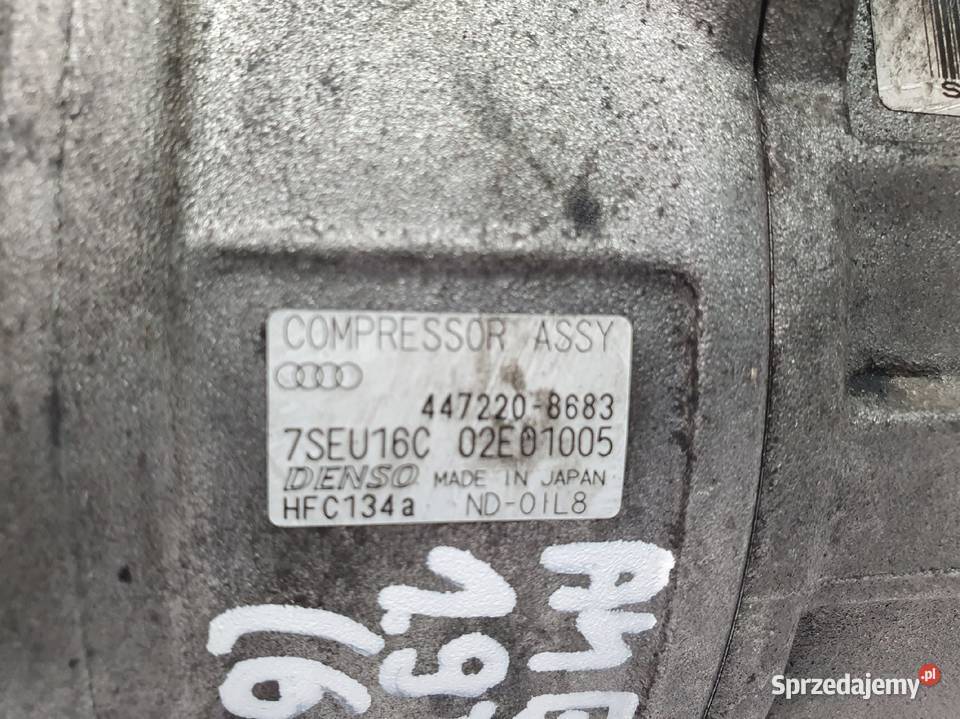 COMPRESSOR ASSY
447220-8683
7SEU16C 02E01005
DENSO MADE IN JAPAN
HFC134a ND-OIL8
Sprzedajemy.pl